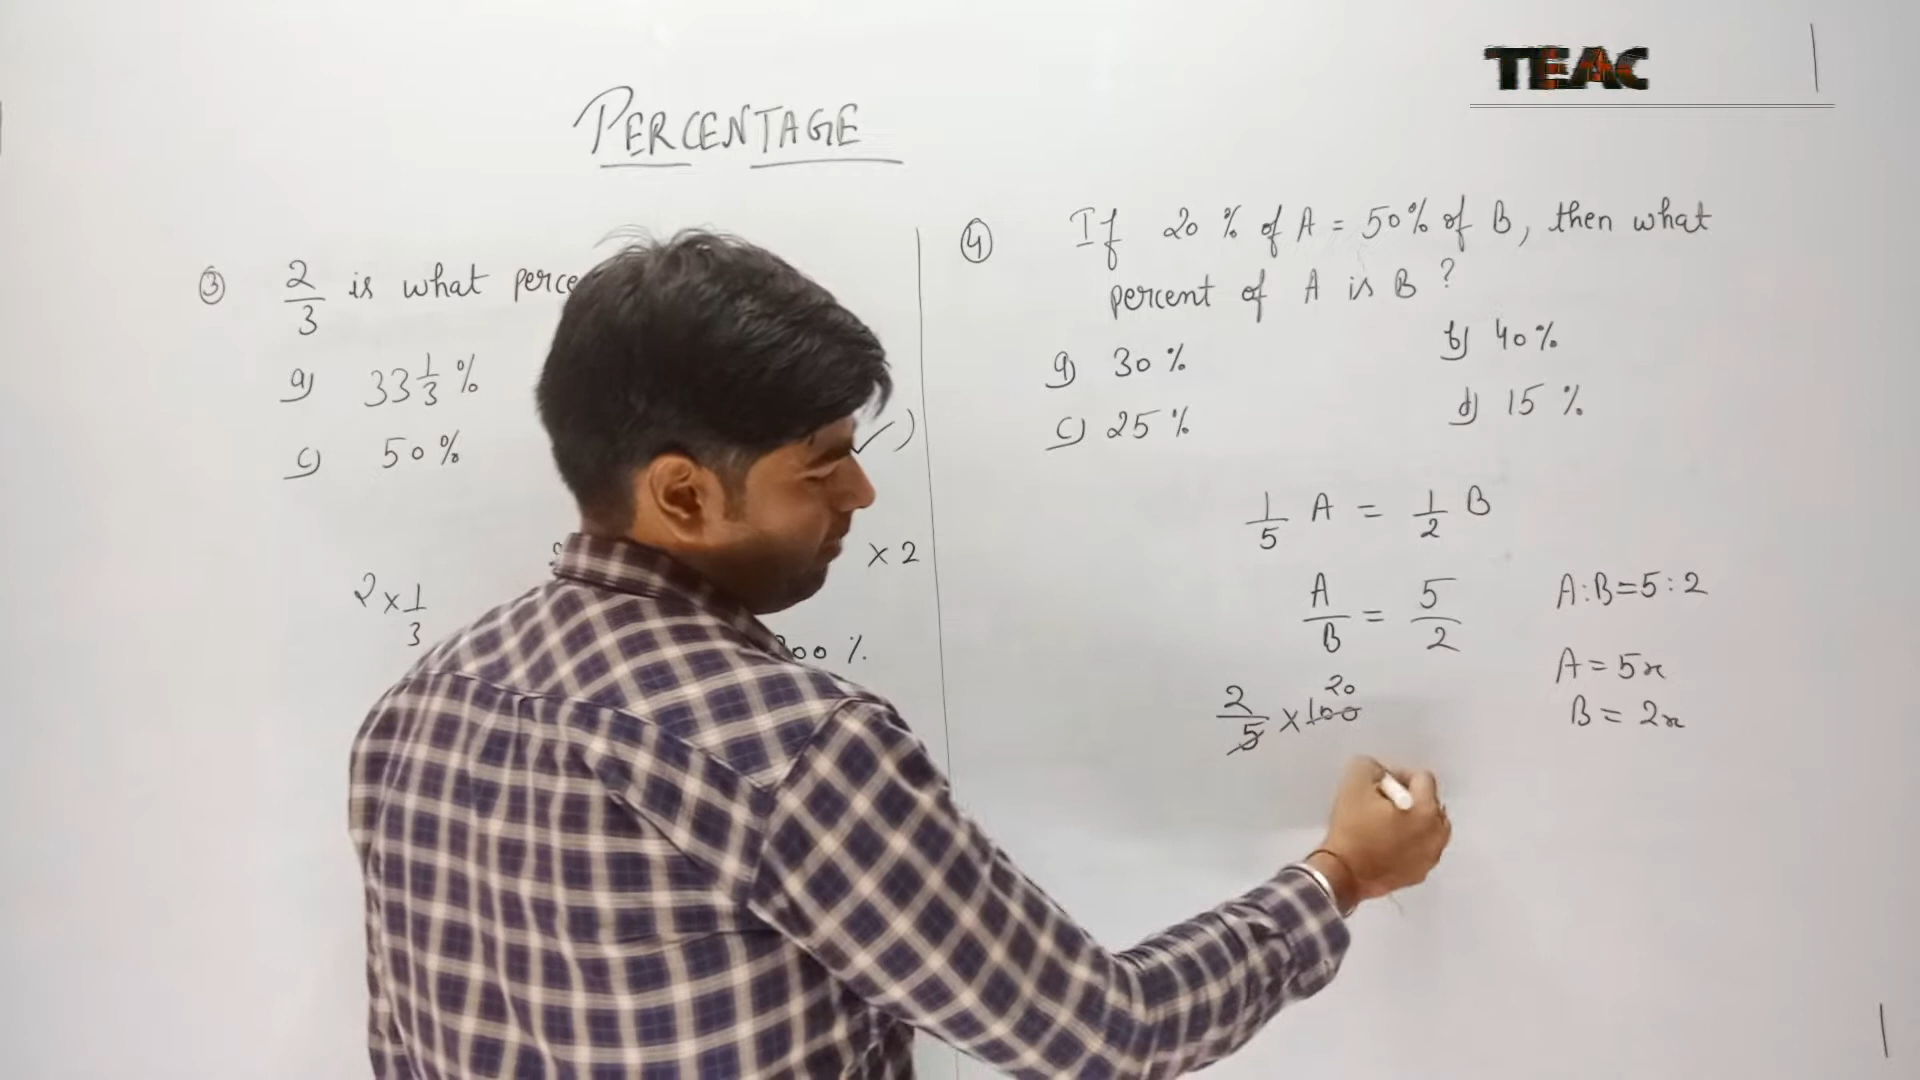 TEAC
PERCENTAGE
③ 2/3 is what
a) 33 1/3 %
c) 50%
✓)
× 2
2 × 1/3
00 %.
④ If 20 % of A = 50% of B, then what
percent of A is B ?
a) 30 %
b) 40%
c) 25 %
d) 15 %
1/5 A = 1/2 B
A/B = 5/2
A:B=5:2
A = 5x
B = 2x
20
2/5 × 100